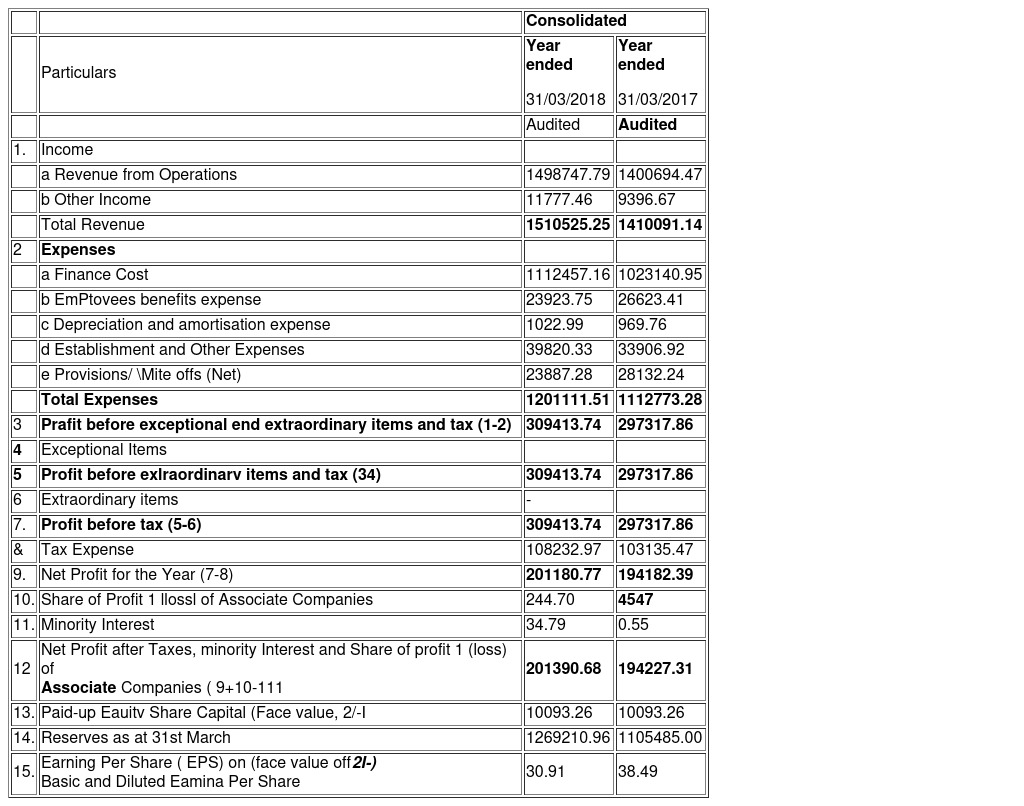 Consolidated
Particulars
Year ended 31/03/2018
Year ended 31/03/2017
Audited Audited
1. Income
a Revenue from Operations 1498747.79 1400694.47
b Other Income 11777.46 9396.67
Total Revenue 1510525.25 1410091.14
2 Expenses
a Finance Cost 1112457.16 1023140.95
b EmPtovees benefits expense 23923.75 26623.41
c Depreciation and amortisation expense 1022.99 969.76
d Establishment and Other Expenses 39820.33 33906.92
e Provisions/ \Mite offs (Net) 23887.28 28132.24
Total Expenses 1201111.51 1112773.28
3 Prafit before exceptional end extraordinary items and tax (1-2) 309413.74 297317.86
4 Exceptional Items
5 Profit before exlraordinarv items and tax (34) 309413.74 297317.86
6 Extraordinary items -
7. Profit before tax (5-6) 309413.74 297317.86
& Tax Expense 108232.97 103135.47
9. Net Profit for the Year (7-8) 201180.77 194182.39
10. Share of Profit 1 llossl of Associate Companies 244.70 4547
11. Minority Interest 34.79 0.55
12 Net Profit after Taxes, minority Interest and Share of profit 1 (loss)
of
Associate Companies ( 9+10-111 201390.68 194227.31
13. Paid-up Eauitv Share Capital (Face value, 2/-I 10093.26 10093.26
14. Reserves as at 31st March 1269210.96 1105485.00
15. Earning Per Share ( EPS) on (face value off 2I-)
Basic and Diluted Eamina Per Share 30.91 38.49